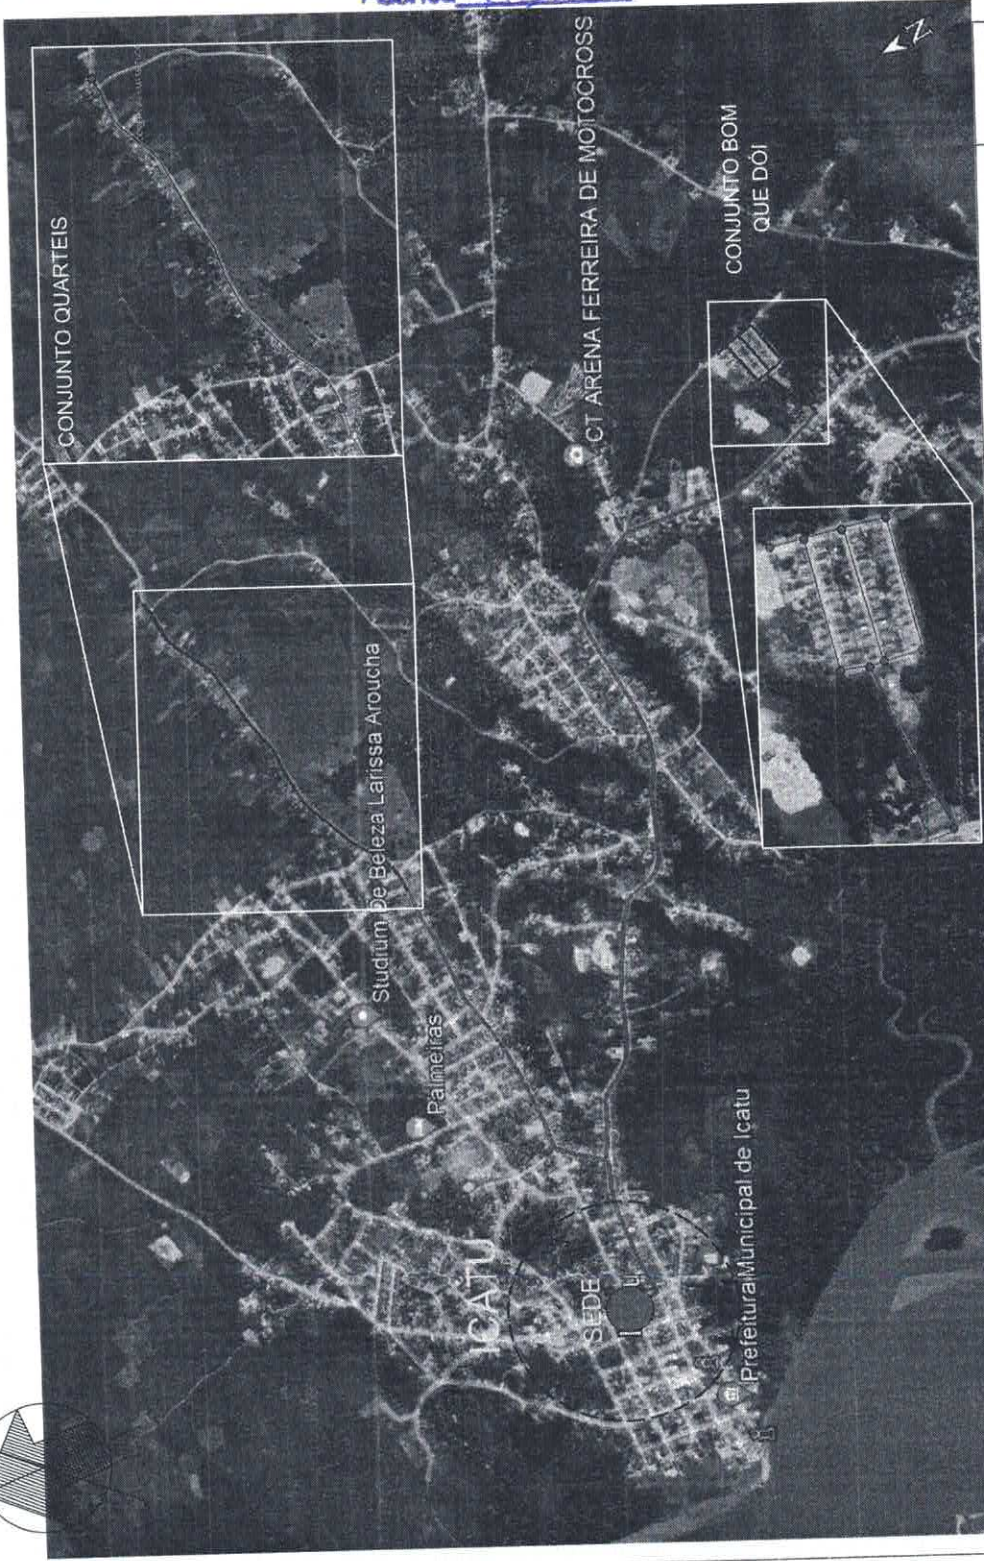 CONJUNTO QUARTEIS
CT ARENA FERREIRA DE MOTOCROSS
CONJUNTO BOM
QUE DÓI
Studium De Beleza Larissa Aroucha
Palmeiras
ICATU
SEDE
Prefeitura Municipal de Icatu
N